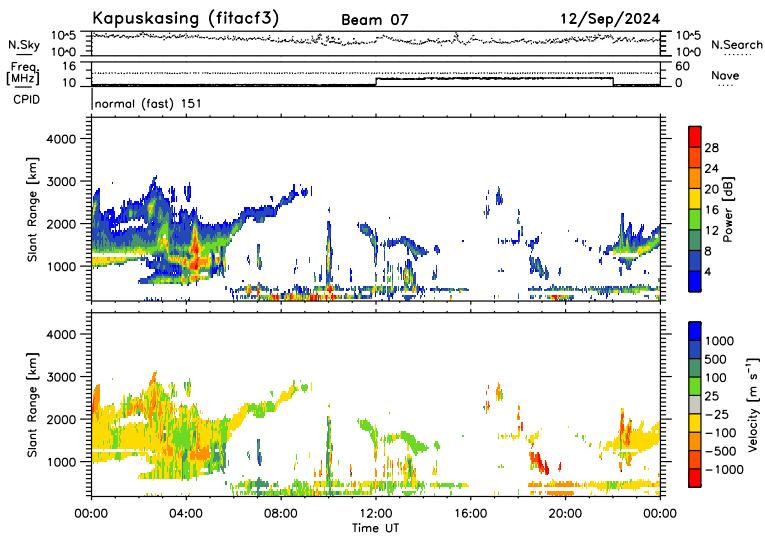 Kapuskasing (fitacf3) Beam 07 12/Sep/2024
N.Sky 10^5 10^0 10^5 10^0 N.Search
Freq. [MHz] 16 10 60 0 Nave
CPID normal (fast) 151
Slant Range [km] 4000 3000 2000 1000
28 24 20 16 12 8 4 Power [dB]
Slant Range [km] 4000 3000 2000 1000
1000 500 100 25 −25 −100 −500 −1000 Velocity [m s⁻¹]
00:00 04:00 08:00 12:00 16:00 20:00 00:00
Time UT